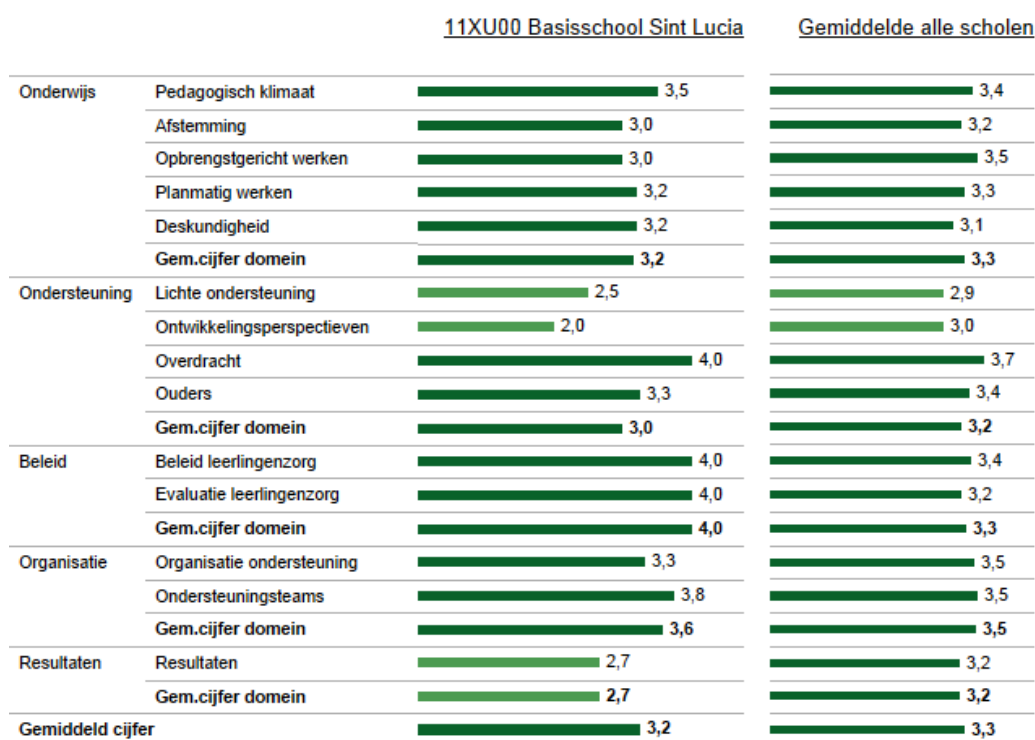 11XU00 Basisschool Sint Lucia Gemiddelde alle scholen
Onderwijs Pedagogisch klimaat 3,5 3,4
Afstemming 3,0 3,2
Opbrengstgericht werken 3,0 3,5
Planmatig werken 3,2 3,3
Deskundigheid 3,2 3,1
Gem.cijfer domein 3,2 3,3
Ondersteuning Lichte ondersteuning 2,5 2,9
Ontwikkelingsperspectieven 2,0 3,0
Overdracht 4,0 3,7
Ouders 3,3 3,4
Gem.cijfer domein 3,0 3,2
Beleid Beleid leerlingenzorg 4,0 3,4
Evaluatie leerlingenzorg 4,0 3,2
Gem.cijfer domein 4,0 3,3
Organisatie Organisatie ondersteuning 3,3 3,5
Ondersteuningsteams 3,8 3,5
Gem.cijfer domein 3,6 3,5
Resultaten Resultaten 2,7 3,2
Gem.cijfer domein 2,7 3,2
Gemiddeld cijfer 3,2 3,3